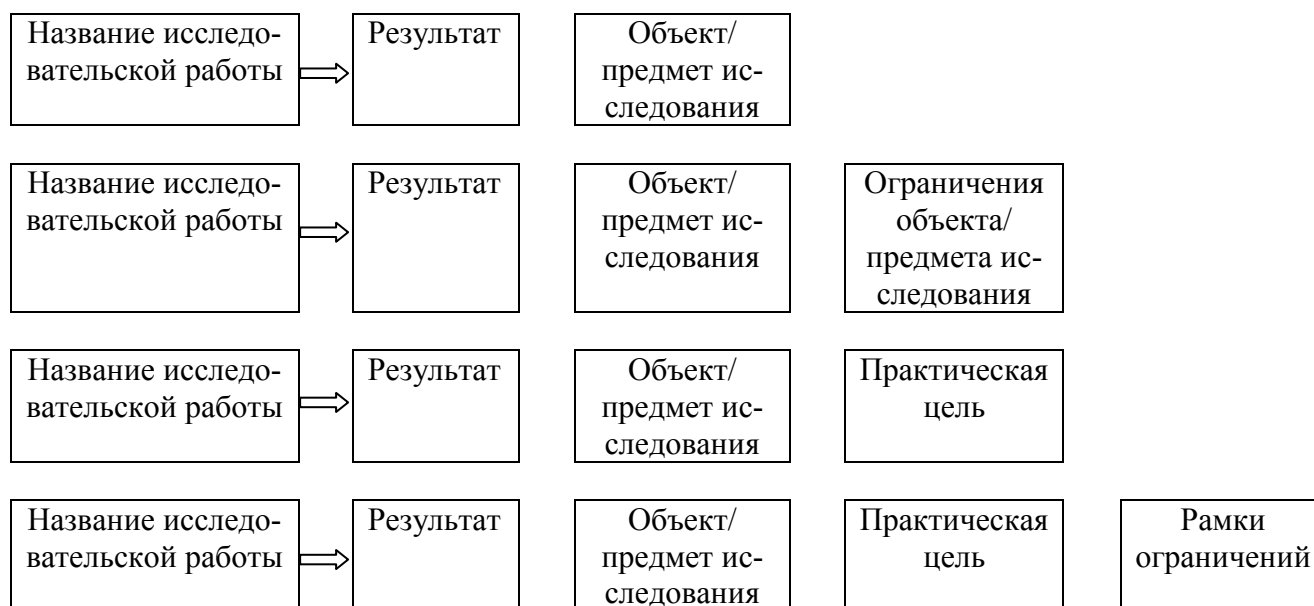 Название исследо-
вательской работы
Результат
Объект/
предмет ис-
следования
Название исследо-
вательской работы
Результат
Объект/
предмет ис-
следования
Ограничения
объекта/
предмета ис-
следования
Название исследо-
вательской работы
Результат
Объект/
предмет ис-
следования
Практическая
цель
Название исследо-
вательской работы
Результат
Объект/
предмет ис-
следования
Практическая
цель
Рамки
ограничений